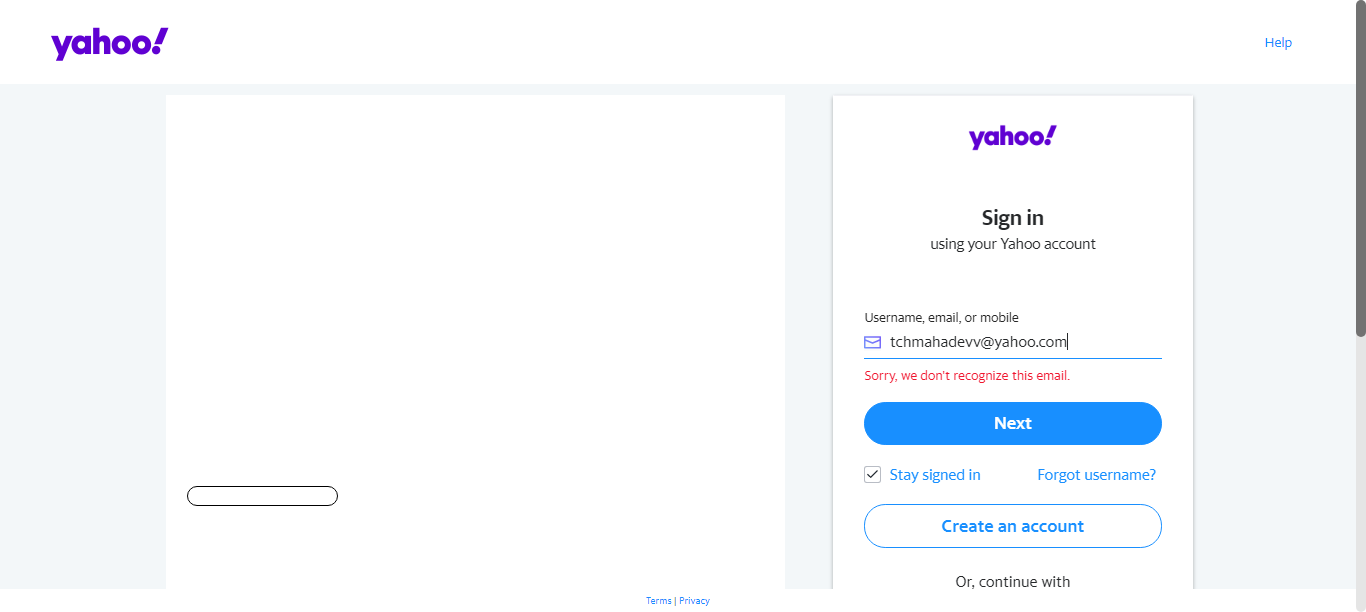 yahoo!
Help
yahoo!
Sign in
using your Yahoo account
Username, email, or mobile
tchmahadevv@yahoo.com
Sorry, we don't recognize this email.
Next
Stay signed in
Forgot username?
Create an account
Or, continue with
Terms | Privacy